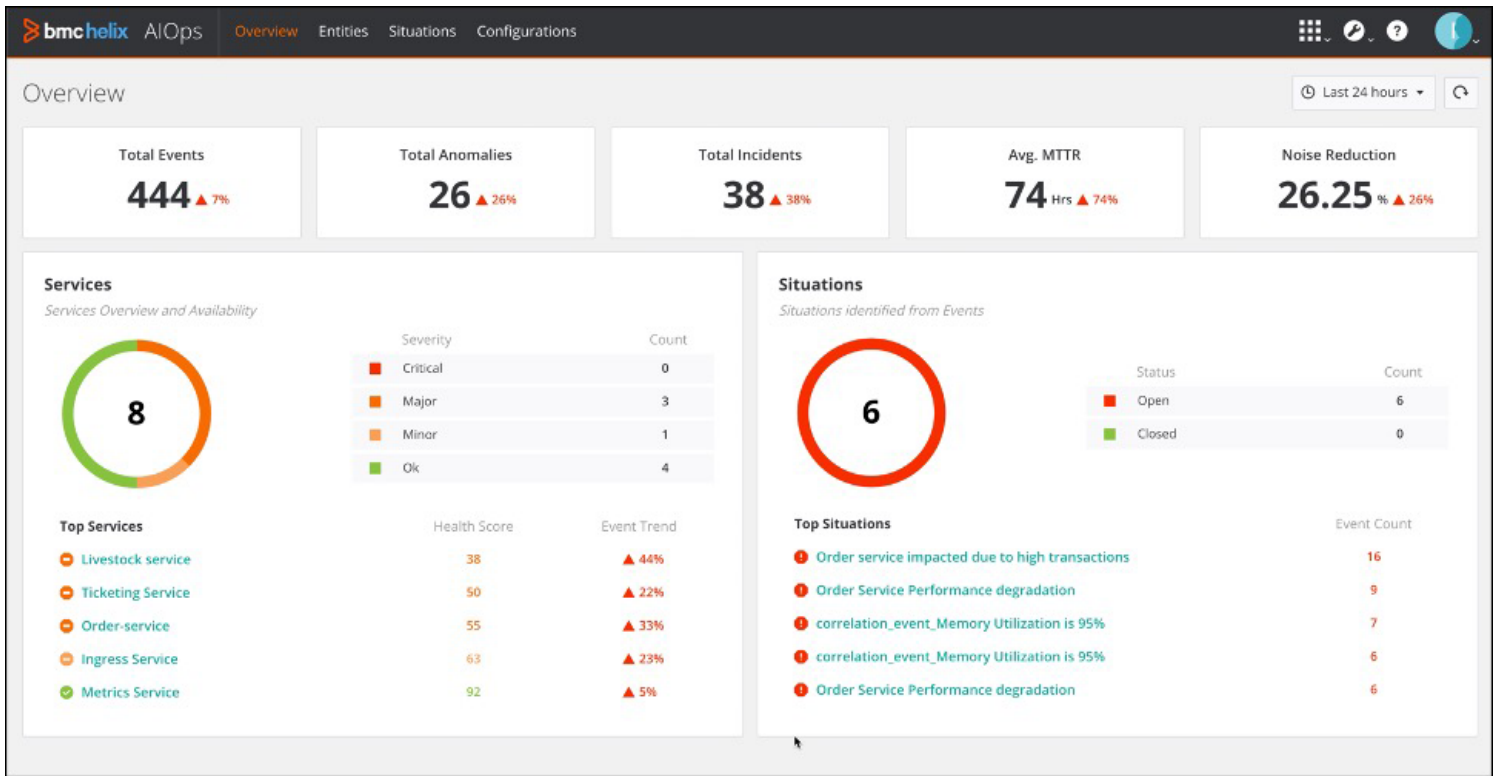 bmc helix AIOps Overview Entities Situations Configurations ?
Overview Last 24 hours
Total Events
444 ▲ 7%
Total Anomalies
26 ▲ 26%
Total Incidents
38 ▲ 38%
Avg. MTTR
74 Hrs ▲ 74%
Noise Reduction
26.25 % ▲ 26%
Services
Services Overview and Availability
8
Severity Count
Critical 0
Major 3
Minor 1
Ok 4
Top Services Health Score Event Trend
Livestock service 38 ▲ 44%
Ticketing Service 50 ▲ 22%
Order-service 55 ▲ 33%
Ingress Service 63 ▲ 23%
Metrics Service 92 ▲ 5%
Situations
Situations identified from Events
6
Status Count
Open 6
Closed 0
Top Situations Event Count
Order service impacted due to high transactions 16
Order Service Performance degradation 9
correlation_event_Memory Utilization is 95% 7
correlation_event_Memory Utilization is 95% 6
Order Service Performance degradation 6